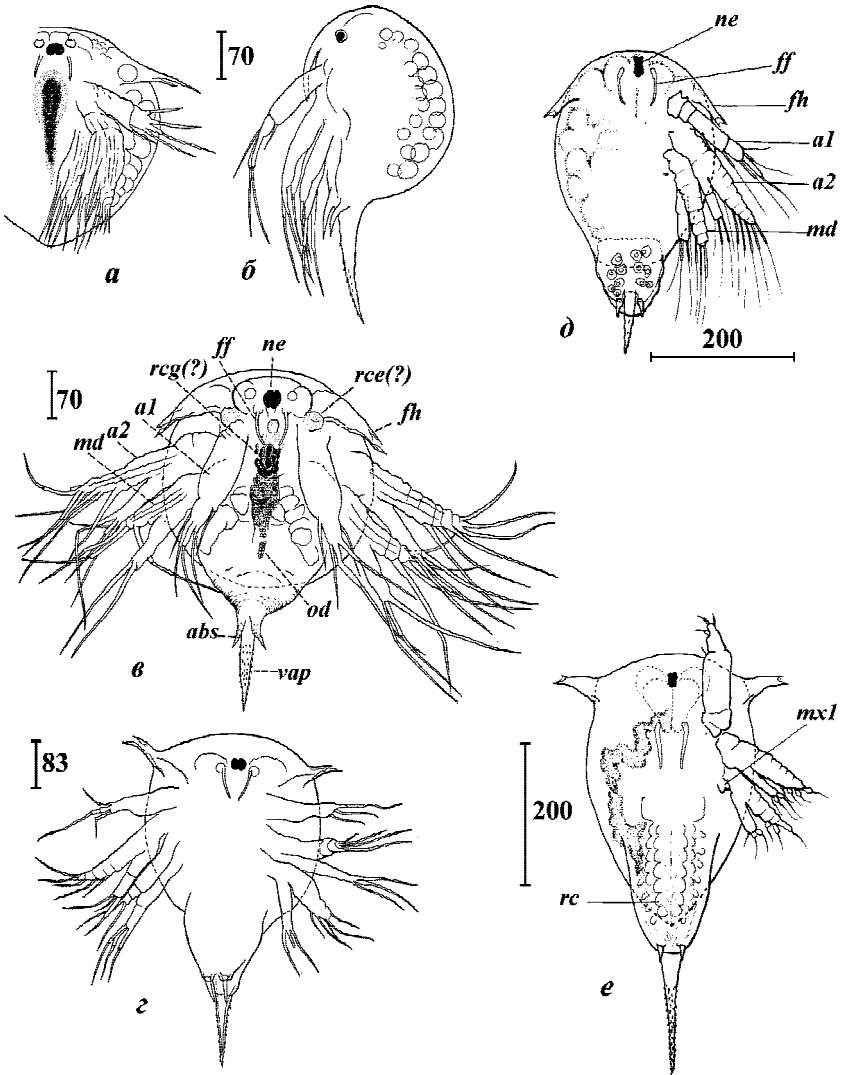 70
а
б
ne
ff
fh
a1
a2
md
д
200
70
ff
ne
rcg(?)
rce(?)
a1
fh
a2
md
od
abs
vap
в
83
г
mx1
200
rc
е